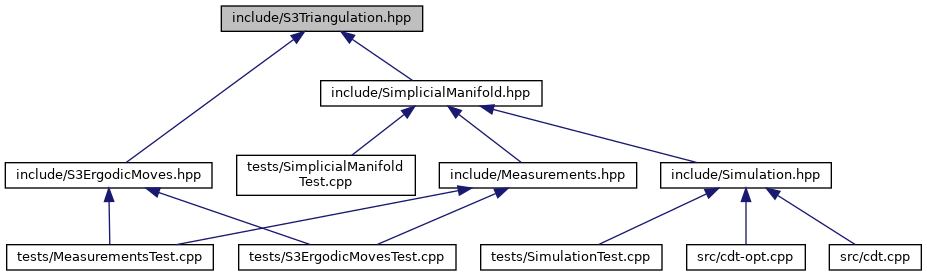 include/S3Triangulation.hpp
include/SimplicialManifold.hpp
tests/SimplicialManifold
Test.cpp
include/S3ErgodicMoves.hpp
include/Measurements.hpp
include/Simulation.hpp
tests/MeasurementsTest.cpp
tests/S3ErgodicMovesTest.cpp
tests/SimulationTest.cpp
src/cdt-opt.cpp
src/cdt.cpp